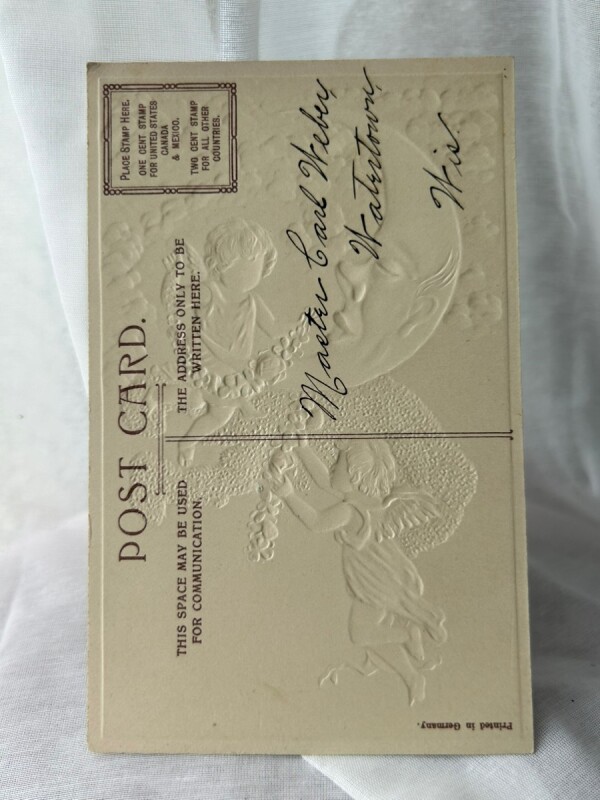 POST CARD.
THIS SPACE MAY BE USED
FOR COMMUNICATION.
THE ADDRESS ONLY TO BE
WRITTEN HERE.
PLACE STAMP HERE.
ONE CENT STAMP
FOR UNITED STATES
CANADA
& MEXICO.
TWO CENT STAMP
FOR ALL OTHER
COUNTRIES.
Master Carl Weber,
Watertown,
Wis.
Printed in Germany.